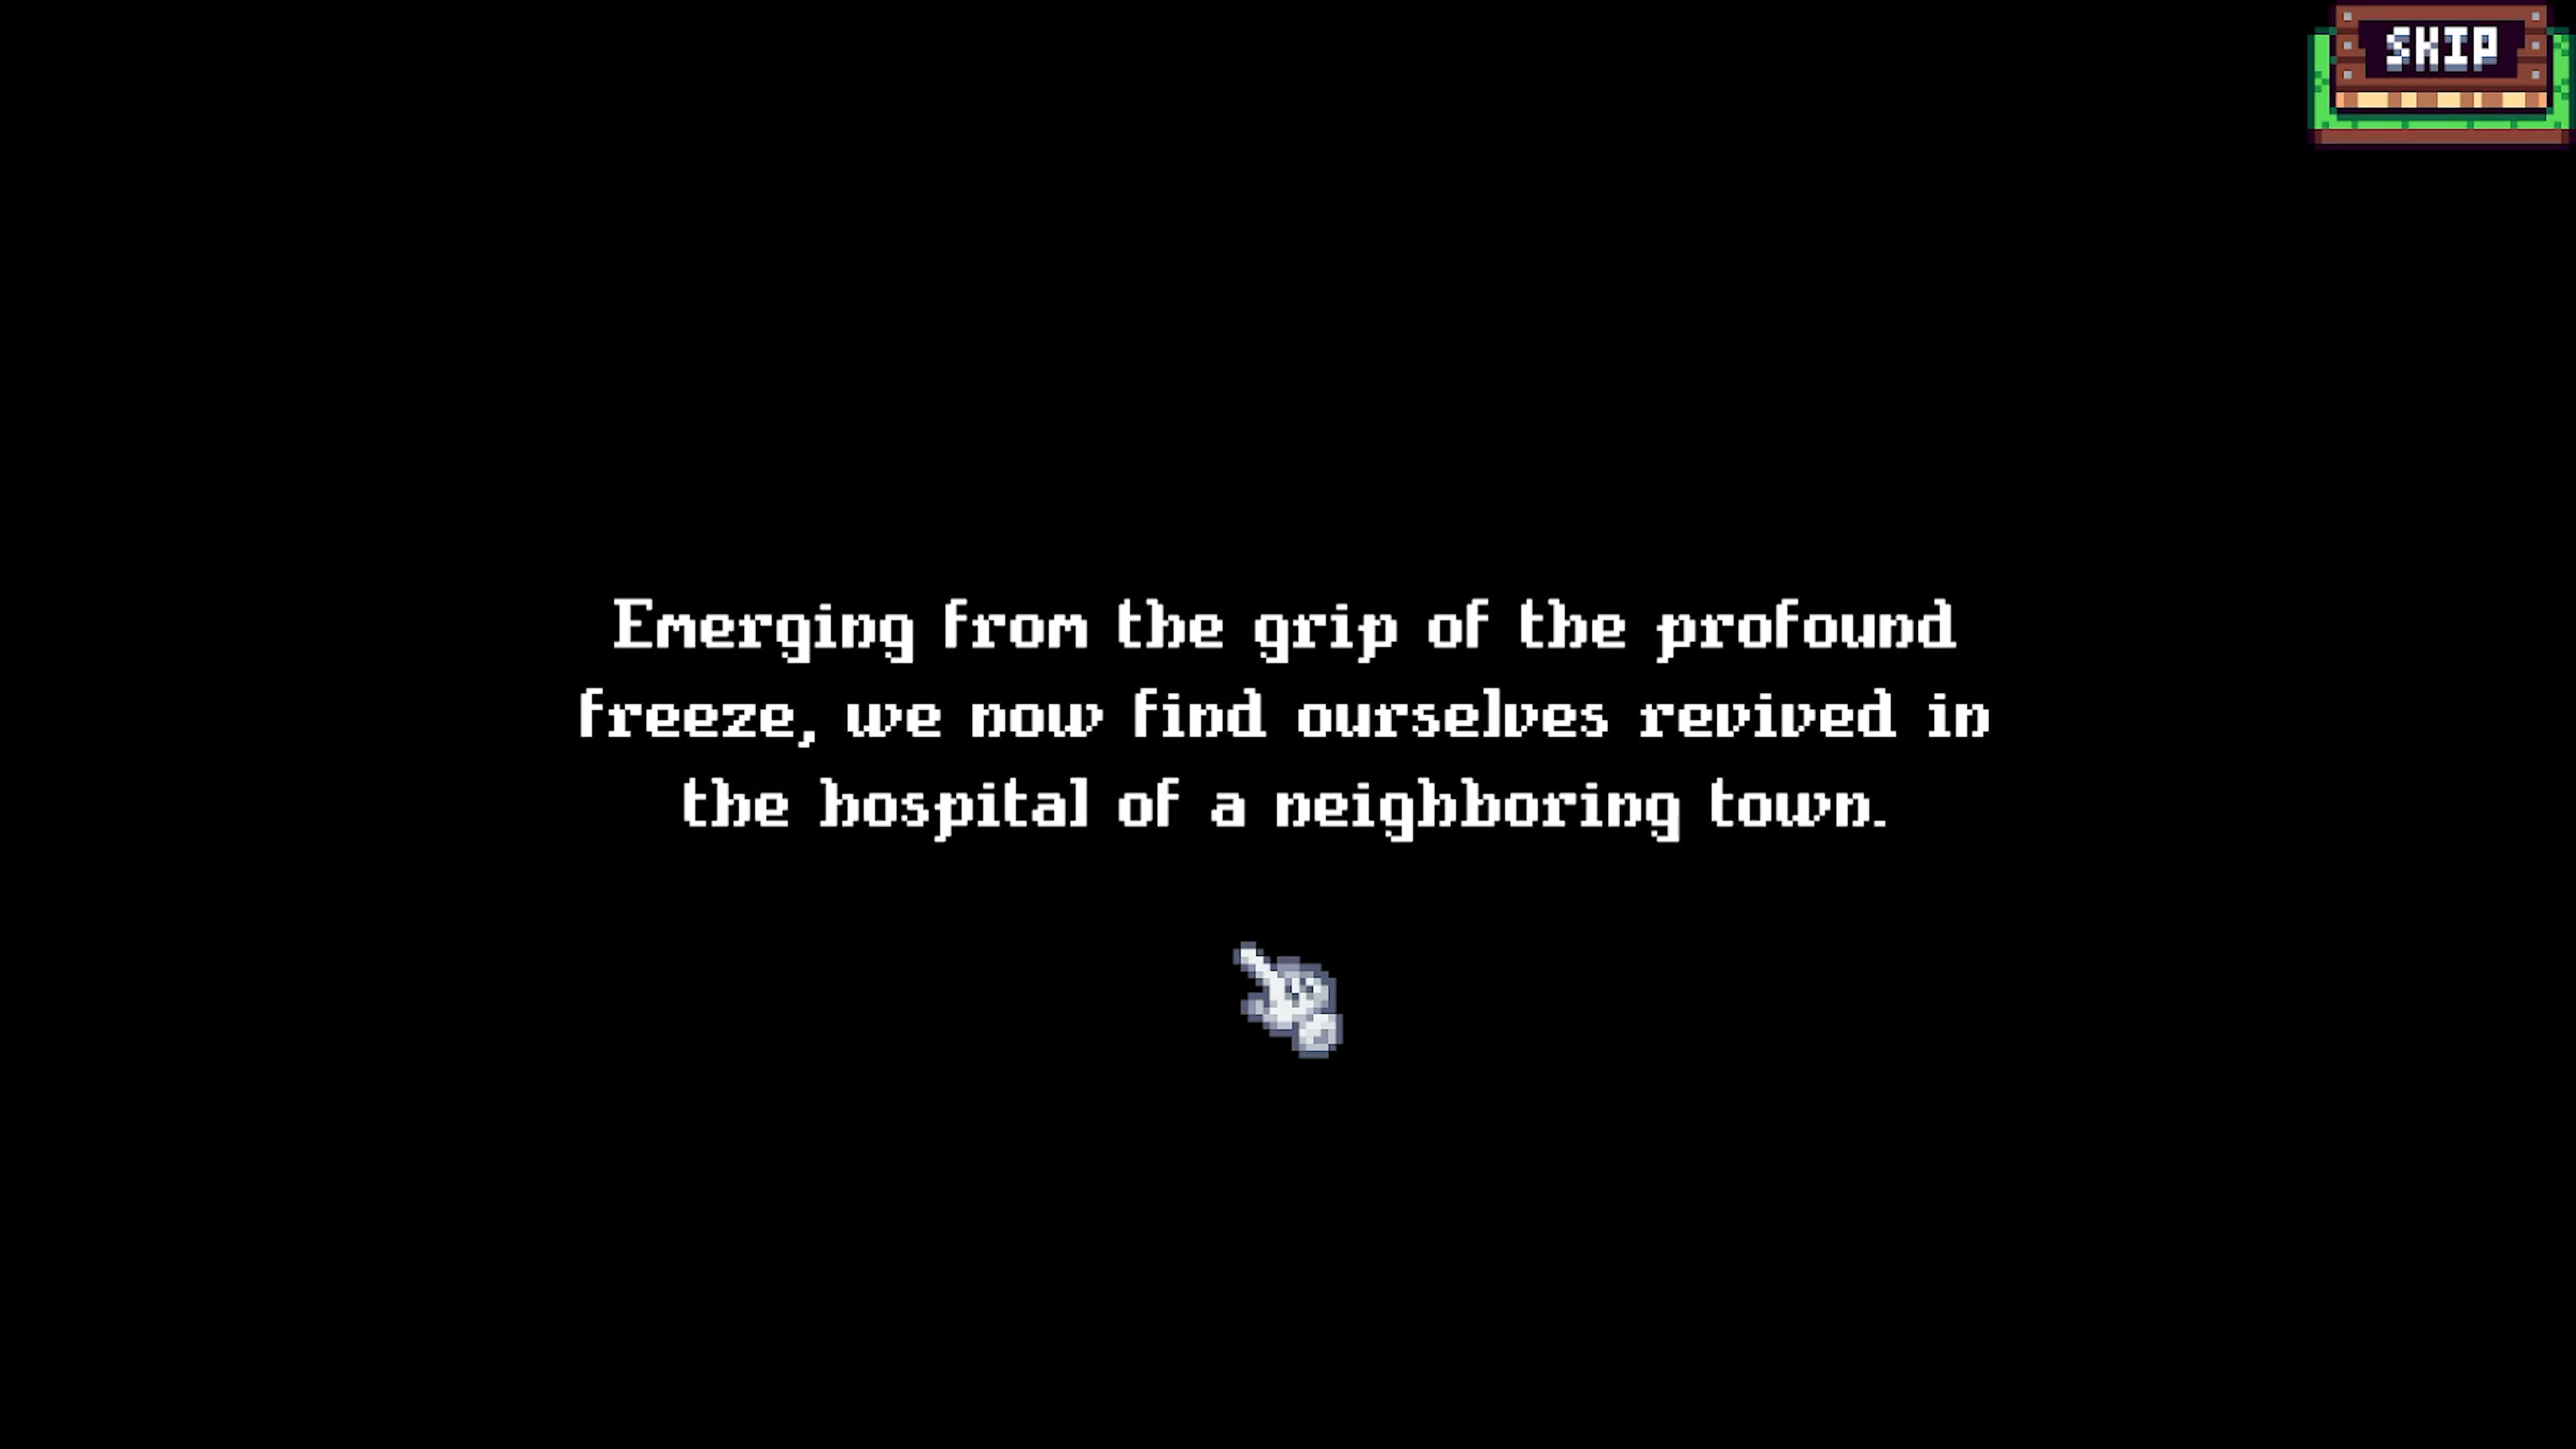 SKIP
Emerging from the grip of the profound
freeze, we now find ourselves revived in
the hospital of a neighboring town.